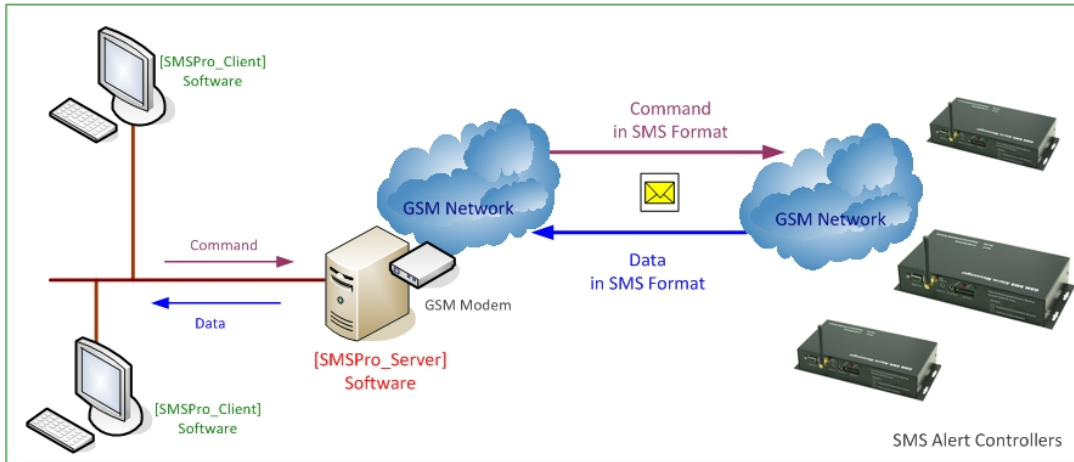 [SMSPro_Client]
Software
Command
in SMS Format
GSM Network
GSM Network
Command
Data
GSM Modem
Data
in SMS Format
[SMSPro_Server]
Software
[SMSPro_Client]
Software
SMS Alert Controllers